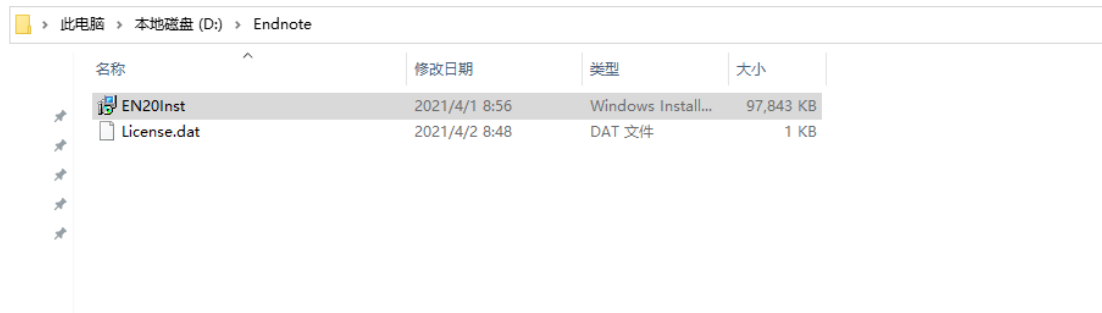 此电脑 > 本地磁盘 (D:) > Endnote
名称 修改日期 类型 大小
EN20Inst 2021/4/1 8:56 Windows Install... 97,843 KB
License.dat 2021/4/2 8:48 DAT 文件 1 KB